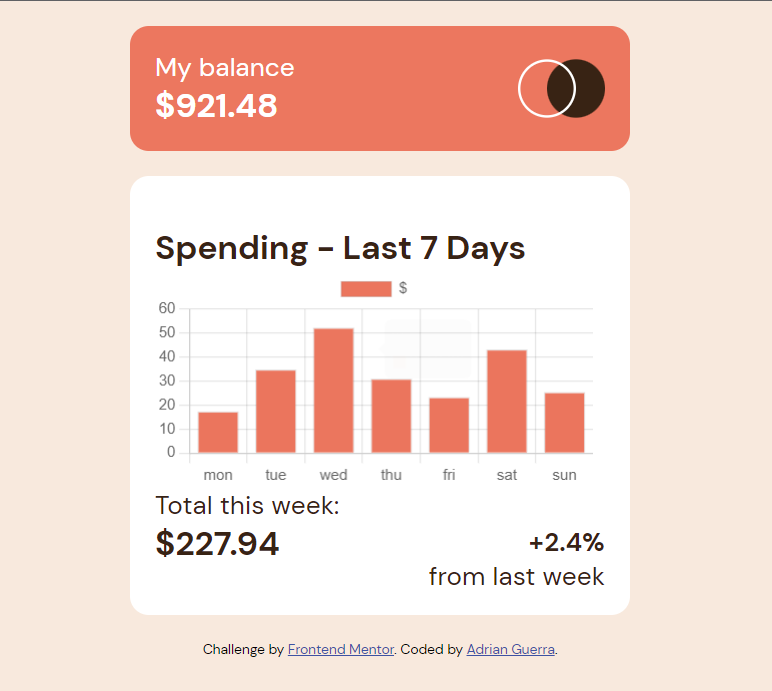 My balance
$921.48
Spending - Last 7 Days
$
60
50
40
30
20
10
0
mon tue wed thu fri sat sun
Total this week:
$227.94
+2.4%
from last week
Challenge by Frontend Mentor. Coded by Adrian Guerra.